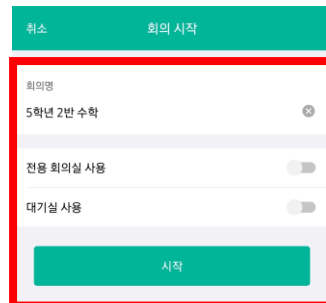 취소 회의 시작
회의명
5학년 2반 수학
전용 회의실 사용
대기실 사용
시작